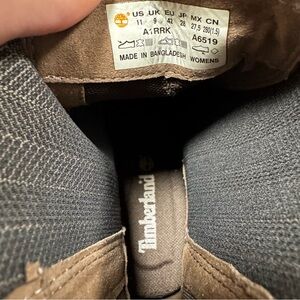 US UK EU JP MX CN
11 9 42 28 27.5 280(1.5)
A1RRK A6519
MADE IN BANGLADESH WOMENS
Timberland